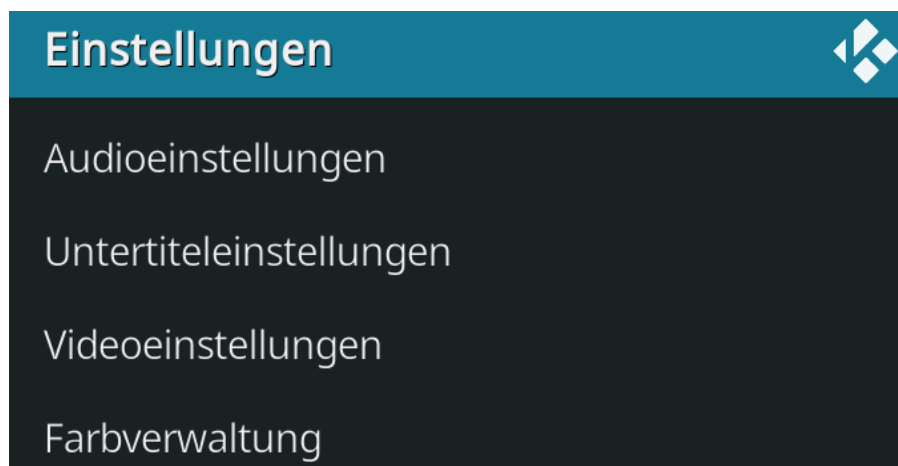 Einstellungen
Audioeinstellungen
Untertiteleinstellungen
Videoeinstellungen
Farbverwaltung